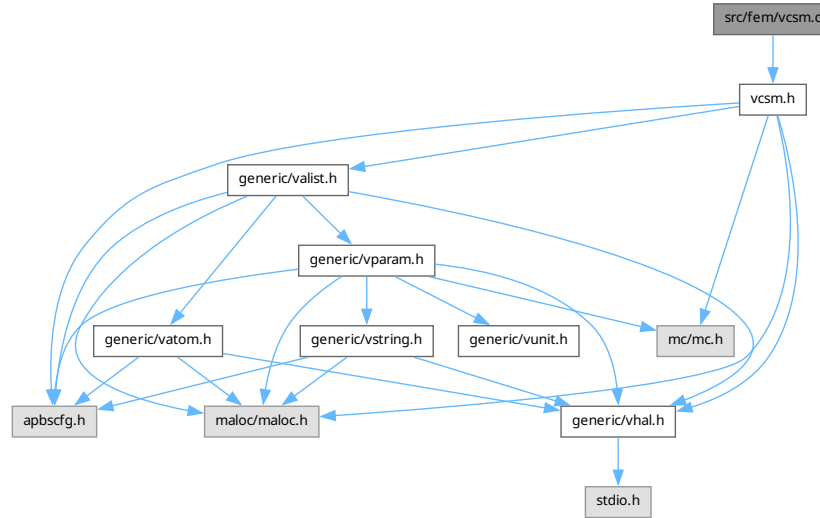 src/fem/vcsm.c
vcsm.h
generic/valist.h
generic/vparam.h
generic/vatom.h
generic/vstring.h
generic/vunit.h
mc/mc.h
apbscfg.h
maloc/maloc.h
generic/vhal.h
stdio.h